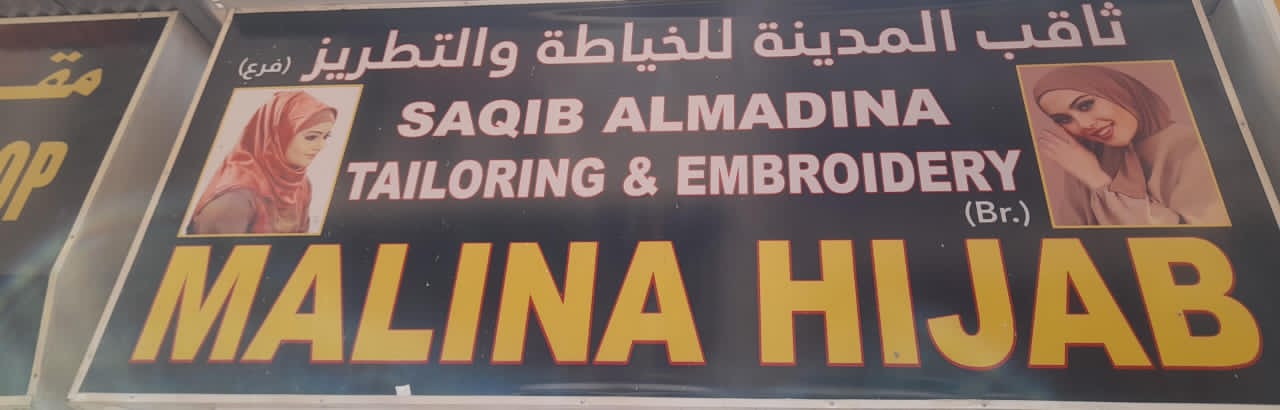 ثاقب المدينة للخياطة والتطريز (فرع)
SAQIB ALMADINA
TAILORING & EMBROIDERY
(Br.)
MALINA HIJAB